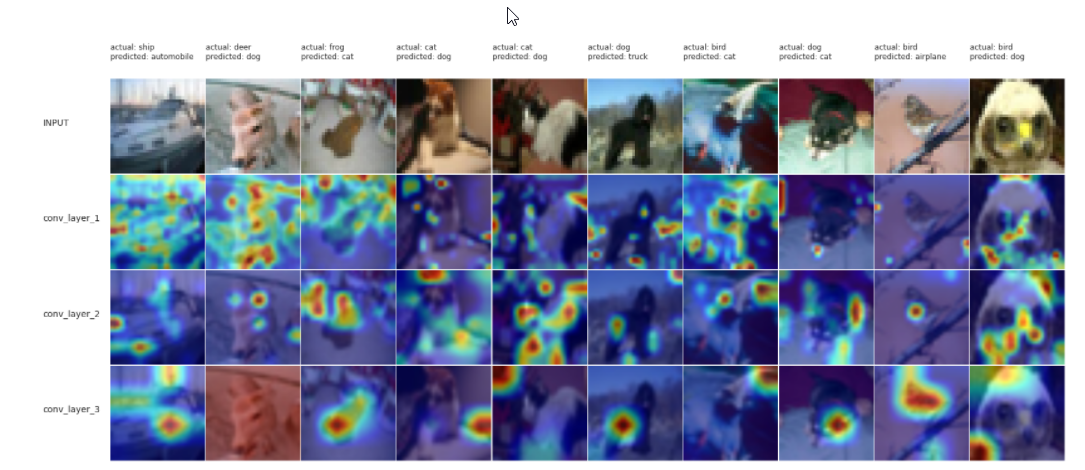 actual: ship
predicted: automobile
actual: deer
predicted: dog
actual: frog
predicted: cat
actual: cat
predicted: dog
actual: cat
predicted: dog
actual: dog
predicted: truck
actual: bird
predicted: cat
actual: dog
predicted: cat
actual: bird
predicted: airplane
actual: bird
predicted: dog
INPUT
conv_layer_1
conv_layer_2
conv_layer_3